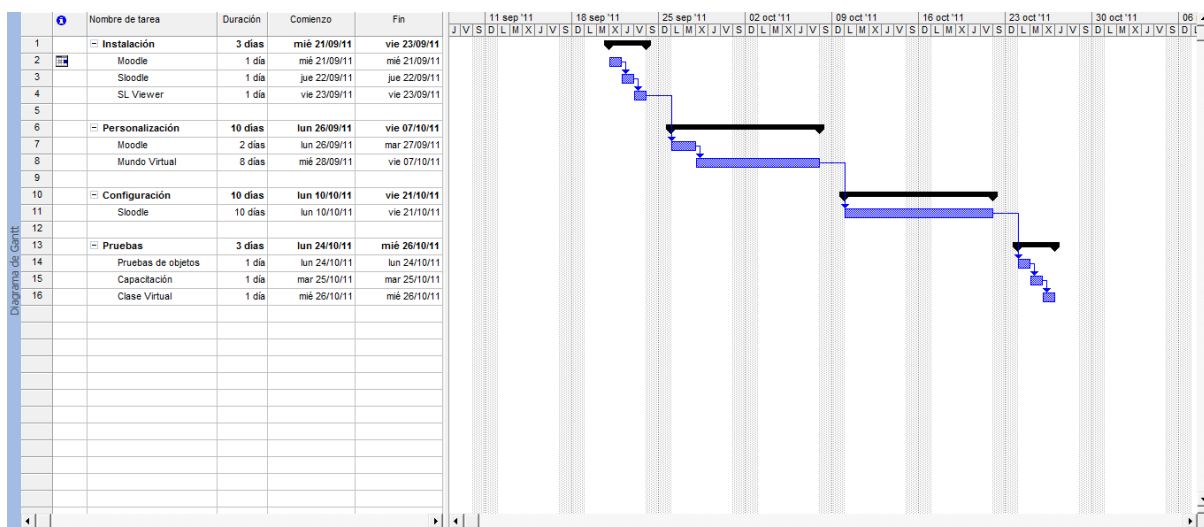 Nombre de tarea Duración Comienzo Fin 11 sep '11 18 sep '11 25 sep '11 02 oct '11 09 oct '11 16 oct '11 23 oct '11 30 oct '11 06
J V S D L M X J V S D L M X J V S D L M X J V S D L M X J V S D L M X J V S D L M X J V S D L M X J V S D L M X J V S D L
1 Instalación 3 días mié 21/09/11 vie 23/09/11
2 Moodle 1 día mié 21/09/11 mié 21/09/11
3 Sloodle 1 día jue 22/09/11 jue 22/09/11
4 SL Viewer 1 día vie 23/09/11 vie 23/09/11
5
6 Personalización 10 días lun 26/09/11 vie 07/10/11
7 Moodle 2 días lun 26/09/11 mar 27/09/11
8 Mundo Virtual 8 días mié 28/09/11 vie 07/10/11
9
10 Configuración 10 días lun 10/10/11 vie 21/10/11
11 Sloodle 10 días lun 10/10/11 vie 21/10/11
12
13 Pruebas 3 días lun 24/10/11 mié 26/10/11
14 Pruebas de objetos 1 día lun 24/10/11 lun 24/10/11
15 Capacitación 1 día mar 25/10/11 mar 25/10/11
16 Clase Virtual 1 día mié 26/10/11 mié 26/10/11
Diagrama de Gantt